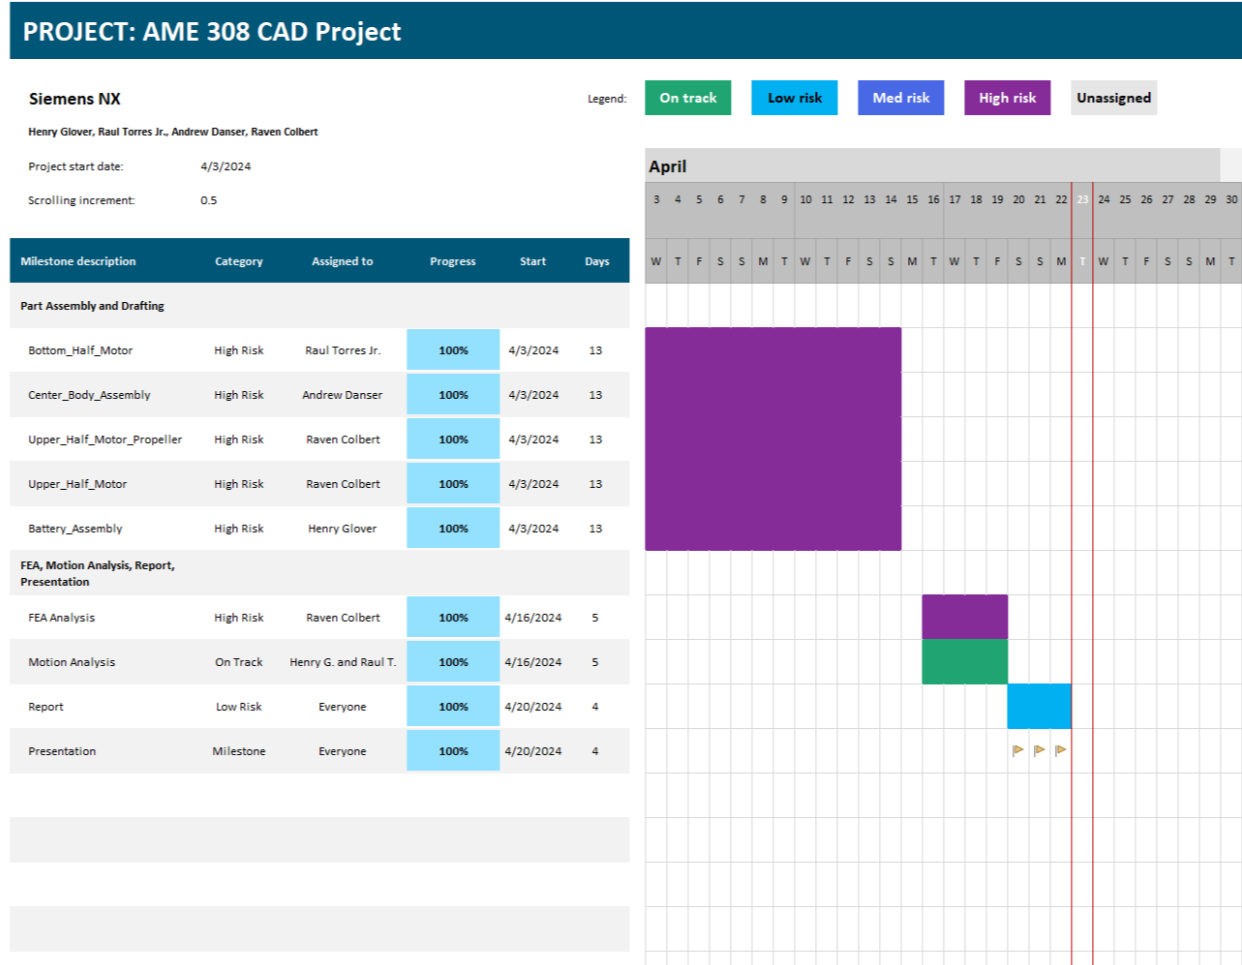 PROJECT: AME 308 CAD Project
Siemens NX
Legend: On track Low risk Med risk High risk Unassigned
Henry Glover, Raul Torres Jr., Andrew Danser, Raven Colbert
Project start date: 4/3/2024
April
Scrolling increment: 0.5
3 4 5 6 7 8 9 10 11 12 13 14 15 16 17 18 19 20 21 22 23 24 25 26 27 28 29 30
Milestone description Category Assigned to Progress Start Days W T F S S M T W T F S S M T W T F S S M T W T F S S M T
Part Assembly and Drafting
Bottom_Half_Motor High Risk Raul Torres Jr. 100% 4/3/2024 13
Center_Body_Assembly High Risk Andrew Danser 100% 4/3/2024 13
Upper_Half_Motor_Propeller High Risk Raven Colbert 100% 4/3/2024 13
Upper_Half_Motor High Risk Raven Colbert 100% 4/3/2024 13
Battery_Assembly High Risk Henry Glover 100% 4/3/2024 13
FEA, Motion Analysis, Report,
Presentation
FEA Analysis High Risk Raven Colbert 100% 4/16/2024 5
Motion Analysis On Track Henry G. and Raul T. 100% 4/16/2024 5
Report Low Risk Everyone 100% 4/20/2024 4
Presentation Milestone Everyone 100% 4/20/2024 4